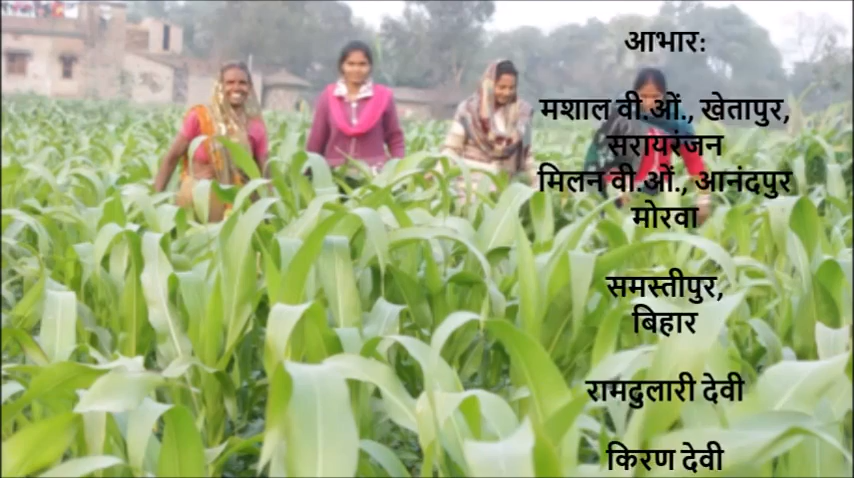 आभार:
मशाल वी.ओं., खेतापुर,
सरायरंजन
मिलन वी.ओं., आनंदपुर
मोरवा
समस्तीपुर,
बिहार
रामदुलारी देवी
किरण देवी